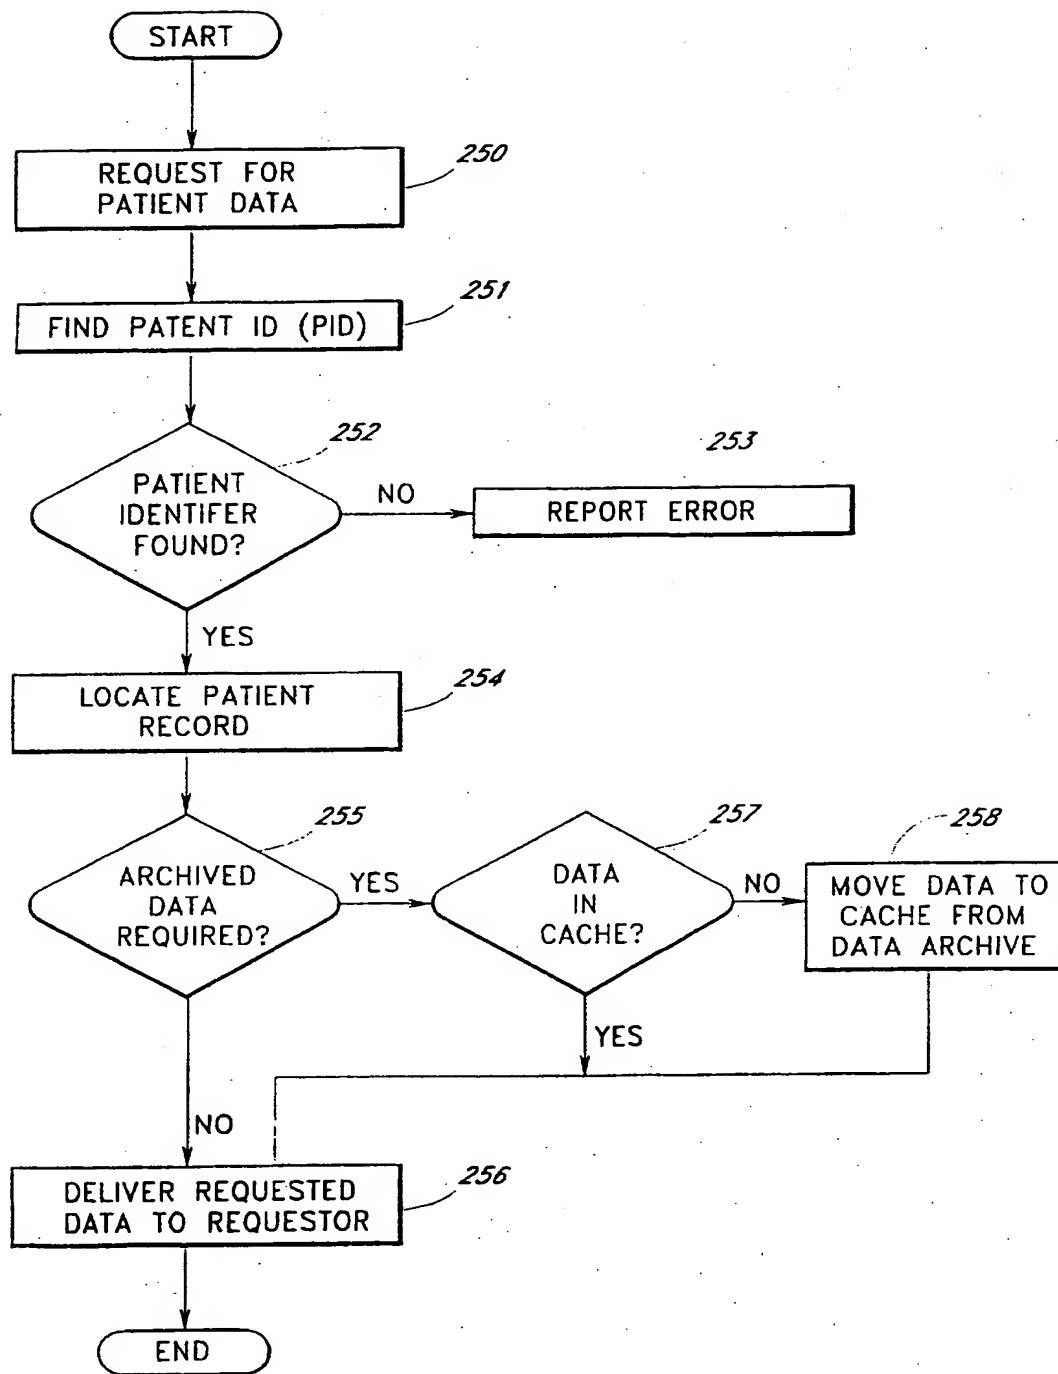 START
250
REQUEST FOR
PATIENT DATA
251
FIND PATENT ID (PID)
252
PATIENT
IDENTIFER
FOUND?
NO
253
REPORT ERROR
YES
254
LOCATE PATIENT
RECORD
255
ARCHIVED
DATA
REQUIRED?
YES
257
DATA
IN
CACHE?
NO
258
MOVE DATA TO
CACHE FROM
DATA ARCHIVE
YES
NO
256
DELIVER REQUESTED
DATA TO REQUESTOR
END